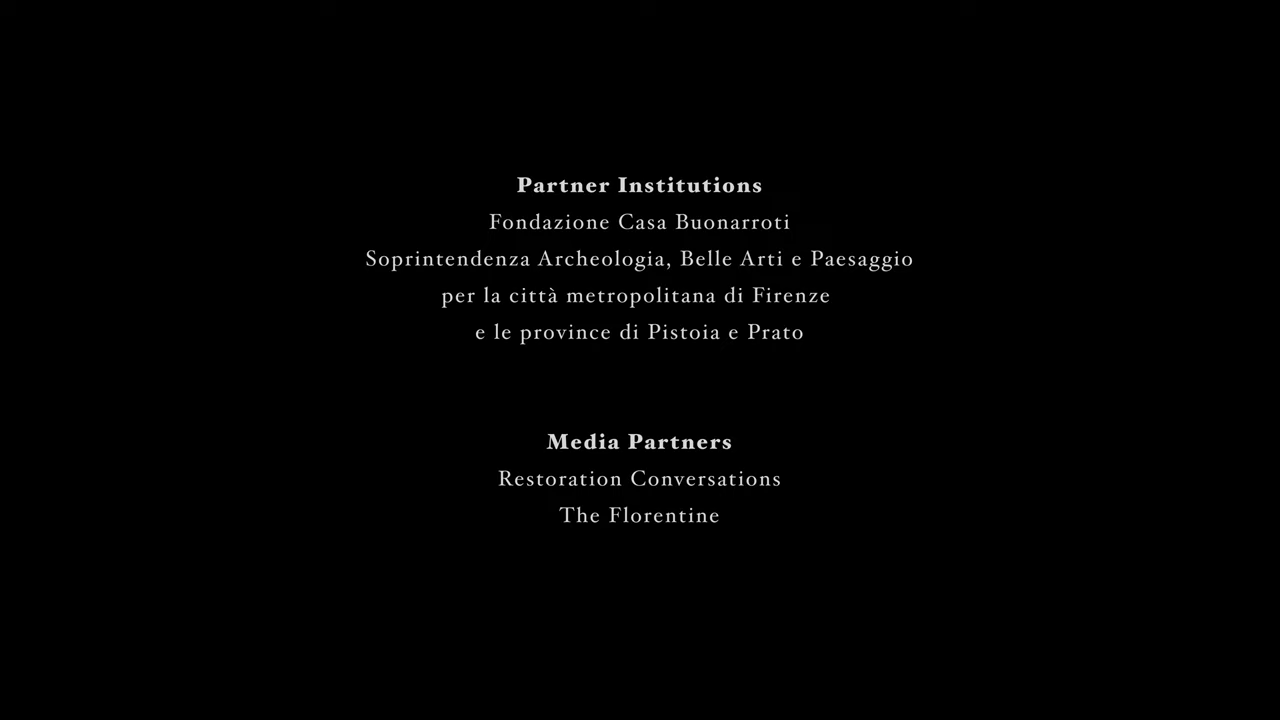 Partner Institutions
Fondazione Casa Buonarroti
Soprintendenza Archeologia, Belle Arti e Paesaggio
per la città metropolitana di Firenze
e le province di Pistoia e Prato
Media Partners
Restoration Conversations
The Florentine